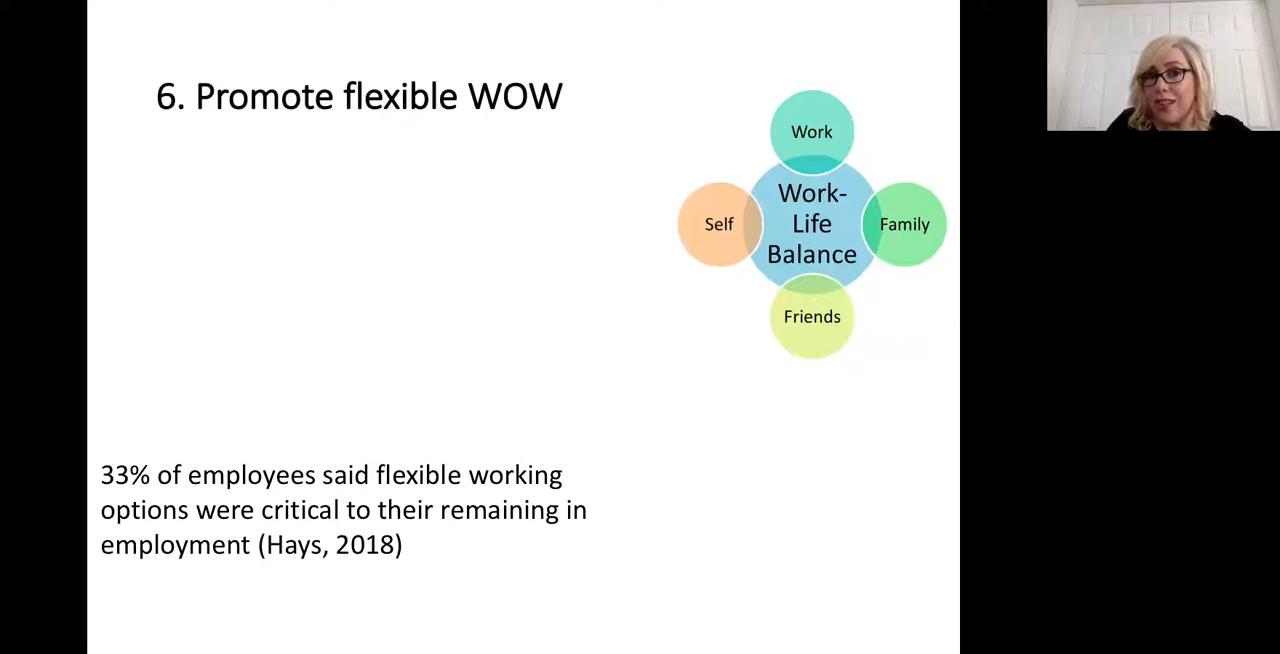 6. Promote flexible WOW
Work
Work-
Life
Balance
Self
Family
Friends
33% of employees said flexible working
options were critical to their remaining in
employment (Hays, 2018)